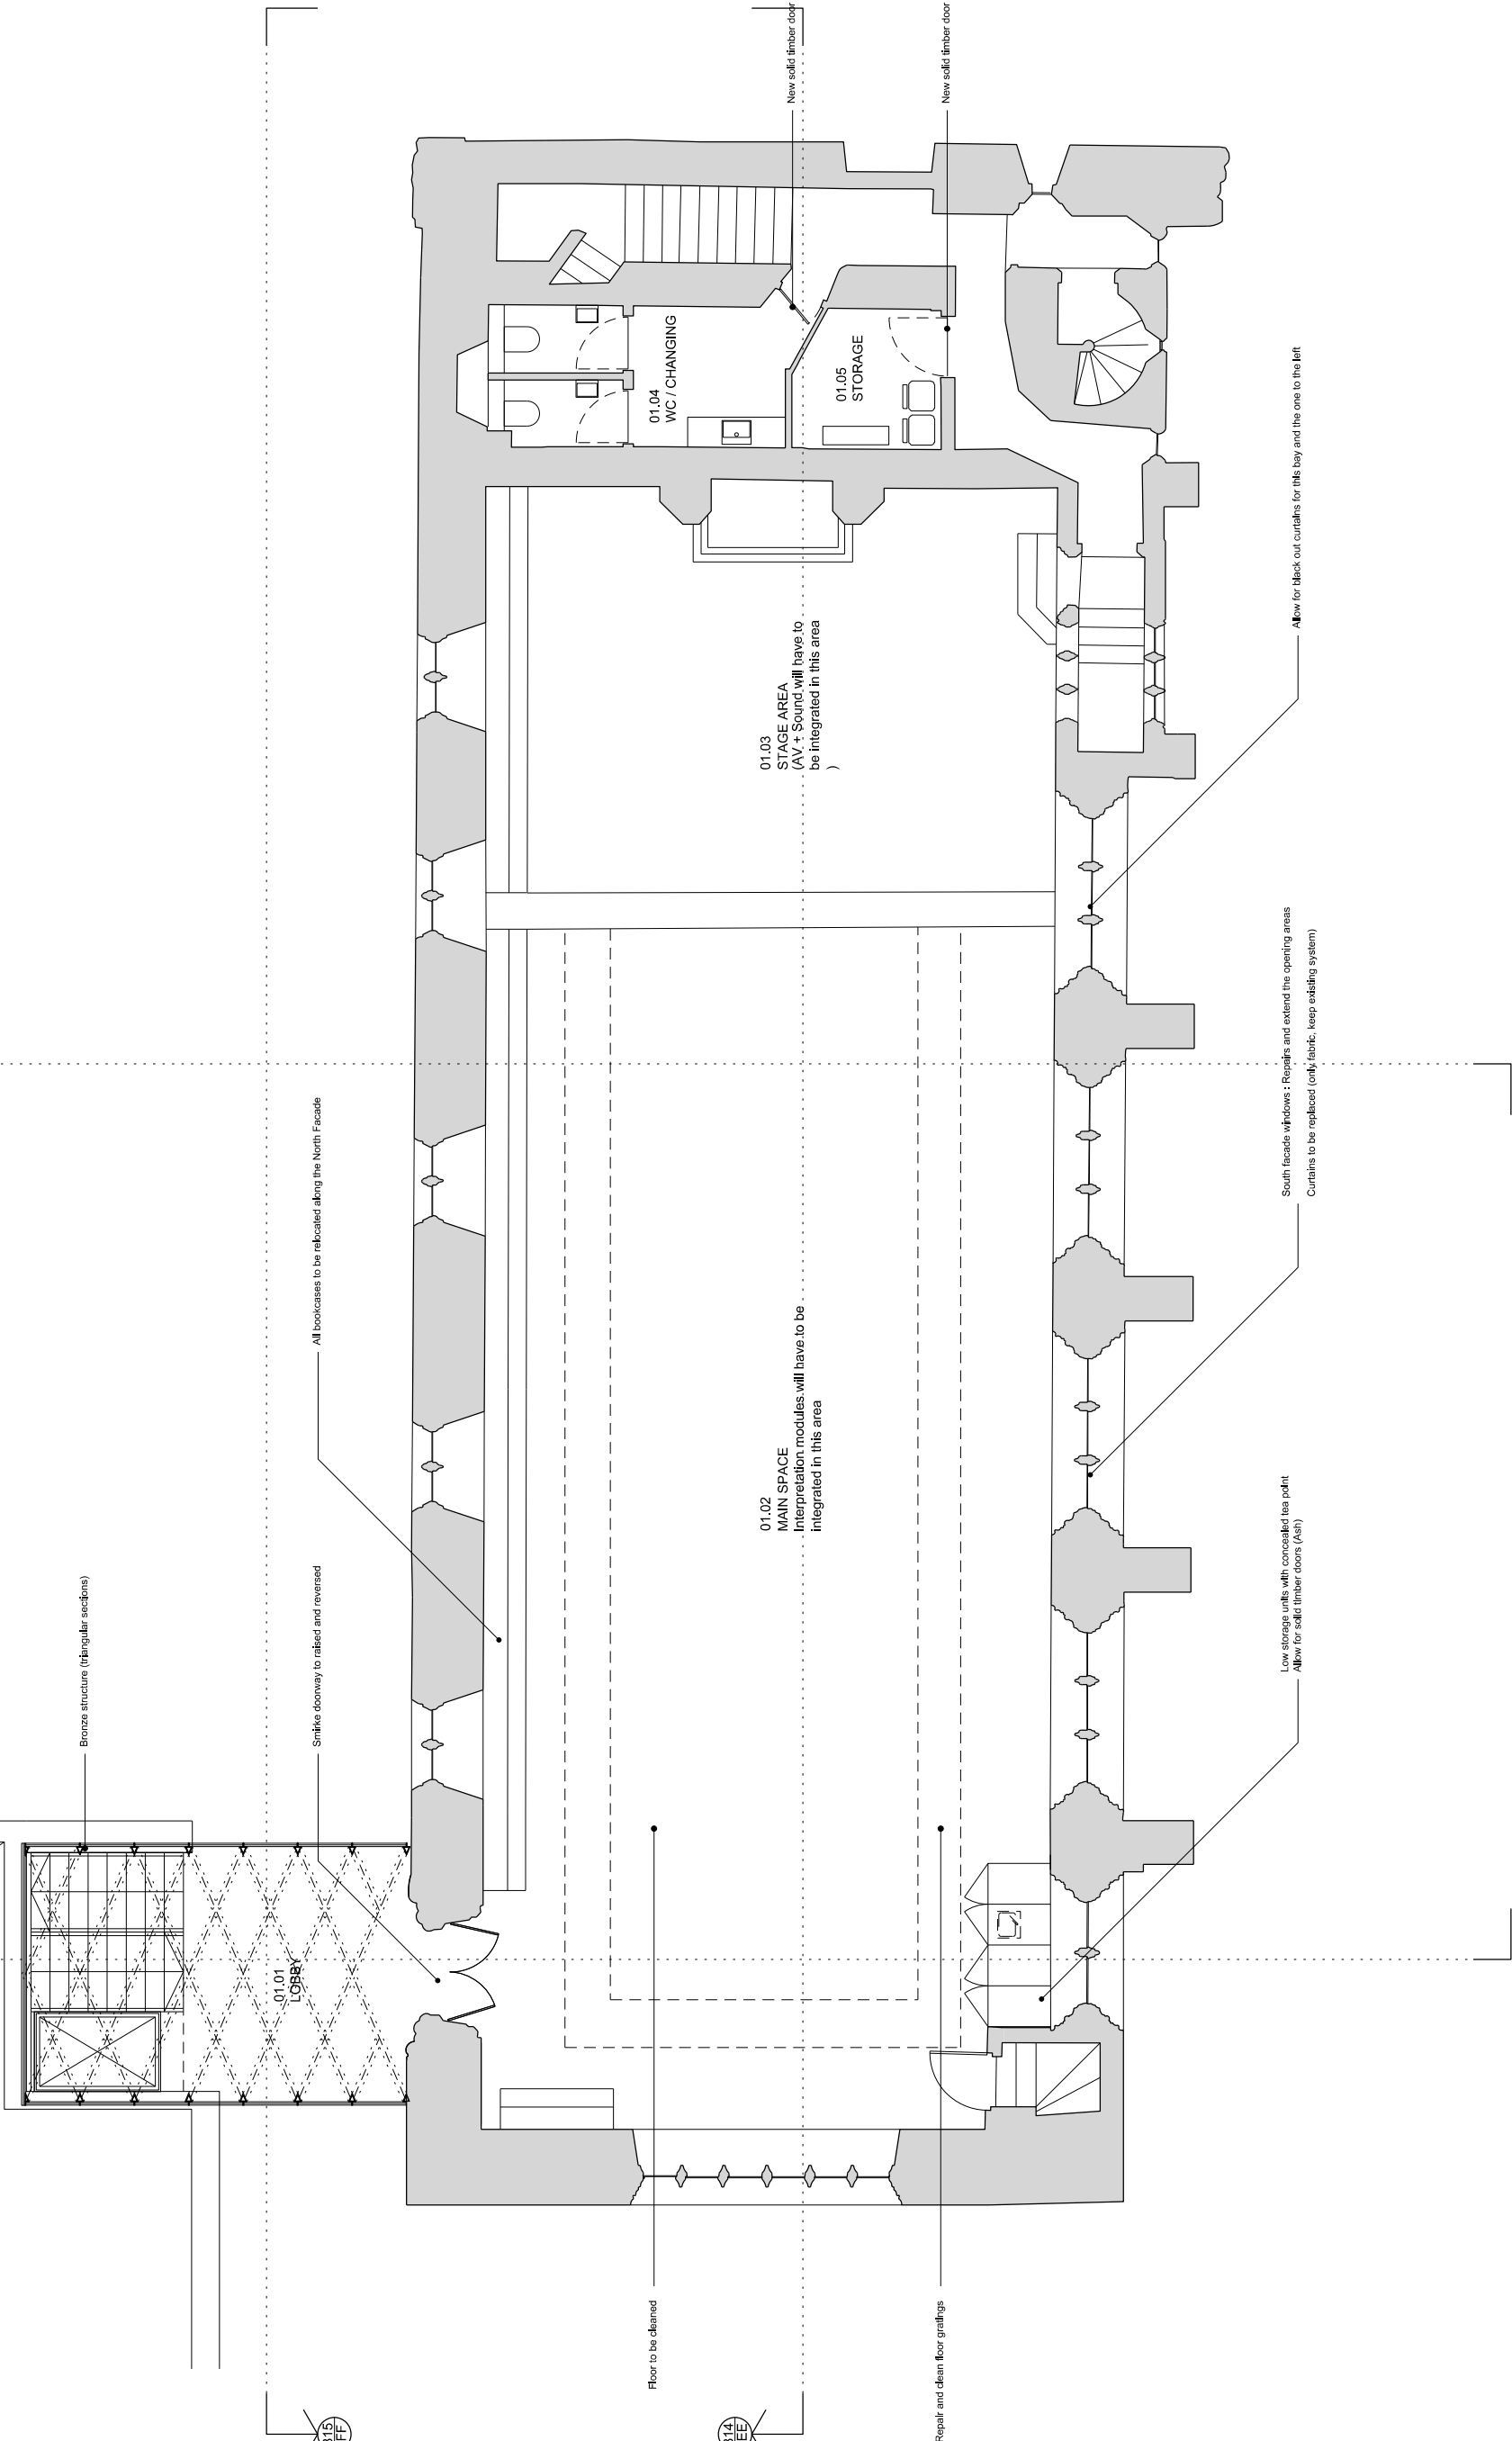 New solid timber door
New solid timber door
01.04
WC / CHANGING
01.05
STORAGE
Allow for black out curtains for this bay and the one to the left
01.03
STAGE AREA
(AV + Sound will have to
be integrated in this area
)
South facade windows : Repairs and extend the opening areas
Curtains to be replaced (only fabric, keep existing system)
All bookcases to be relocated along the North Facade
01.02
MAIN SPACE
Interpretation modules will have to be
integrated in this area
Low storage units with concealed tea point
Allow for solid timber doors (Ash)
Bronze structure (triangular sections)
Smirke doorway to raised and reversed
01.01
LOBBY
Floor to be cleaned
Repair and clean floor gratings
315
FF
314
EE